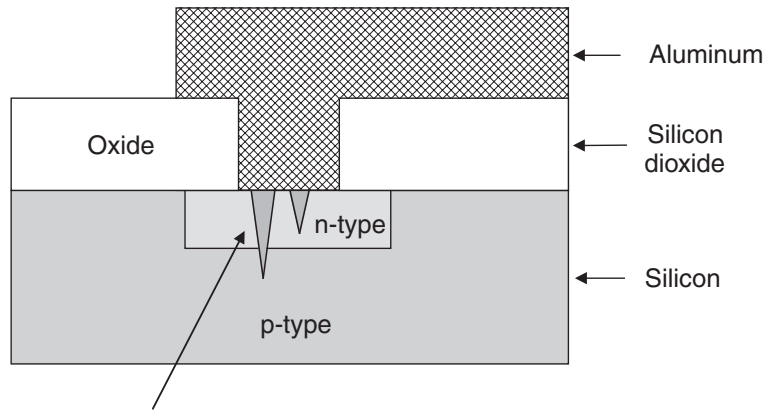 Aluminum
Oxide
Silicon
dioxide
n-type
Silicon
p-type